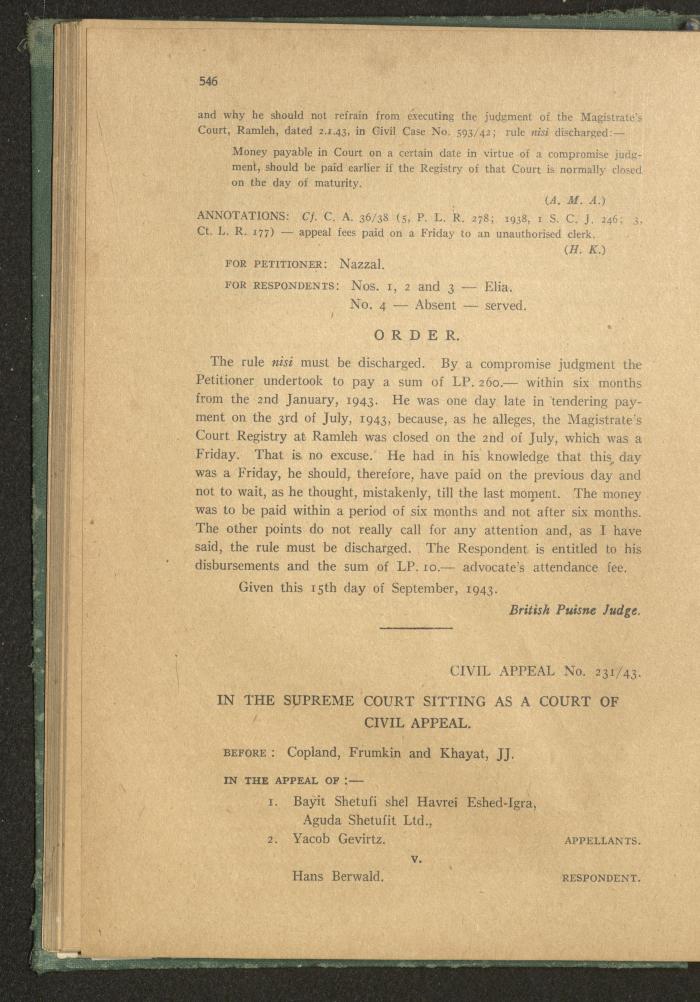 546
and why he should not refrain from executing the judgment of the Magistrate's
Court, Ramleh, dated 2.1.43, in Civil Case No. 593/42; rule nisi discharged:—
Money payable in Court on a certain date in virtue of a compromise judg-
ment, should be paid earlier if the Registry of that Court is normally closed
on the day of maturity.
(A. M. A.)
ANNOTATIONS: Cf. C. A. 36/38 (5, P. L. R. 278; 1938, 1 S. C. J. 246; 3,
Ct. L. R. 177) — appeal fees paid on a Friday to an unauthorised clerk.
(H. K.)
FOR PETITIONER: Nazzal.
FOR RESPONDENTS: Nos. 1, 2 and 3 — Elia.
No. 4 — Absent — served.
ORDER.
The rule nisi must be discharged. By a compromise judgment the
Petitioner undertook to pay a sum of LP. 260.— within six months
from the 2nd January, 1943. He was one day late in tendering pay-
ment on the 3rd of July, 1943, because, as he alleges, the Magistrate's
Court Registry at Ramleh was closed on the 2nd of July, which was a
Friday. That is no excuse. He had in his knowledge that this day
was a Friday, he should, therefore, have paid on the previous day and
not to wait, as he thought, mistakenly, till the last moment. The money
was to be paid within a period of six months and not after six months.
The other points do not really call for any attention and, as I have
said, the rule must be discharged. The Respondent is entitled to his
disbursements and the sum of LP. 10.— advocate's attendance fee.
Given this 15th day of September, 1943.
British Puisne Judge.
CIVIL APPEAL No. 231/43.
IN THE SUPREME COURT SITTING AS A COURT OF
CIVIL APPEAL.
BEFORE: Copland, Frumkin and Khayat, JJ.
IN THE APPEAL OF:—
1. Bayit Shetufi shel Havrei Eshed-Igra,
Aguda Shetufit Ltd.,
2. Yacob Gevirtz. APPELLANTS.
v.
Hans Berwald. RESPONDENT.